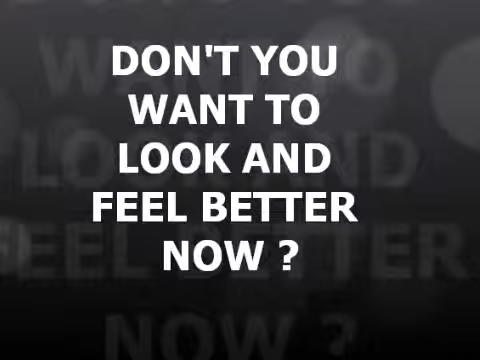 DON'T YOU
WANT TO
LOOK AND
FEEL BETTER
NOW ?